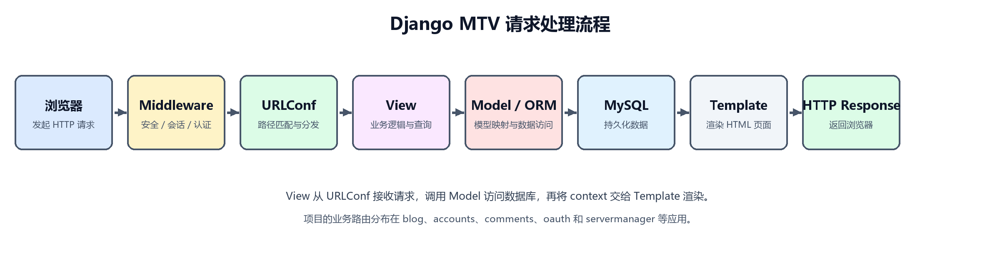 Django MTV 请求处理流程
浏览器
发起 HTTP 请求
Middleware
安全 / 会话 / 认证
URLConf
路径匹配与分发
View
业务逻辑与查询
Model / ORM
模型映射与数据访问
MySQL
持久化数据
Template
渲染 HTML 页面
HTTP Response
返回浏览器
View 从 URLConf 接收请求，调用 Model 访问数据库，再将 context 交给 Template 渲染。
项目的业务路由分布在 blog、accounts、comments、oauth 和 servermanager 等应用。